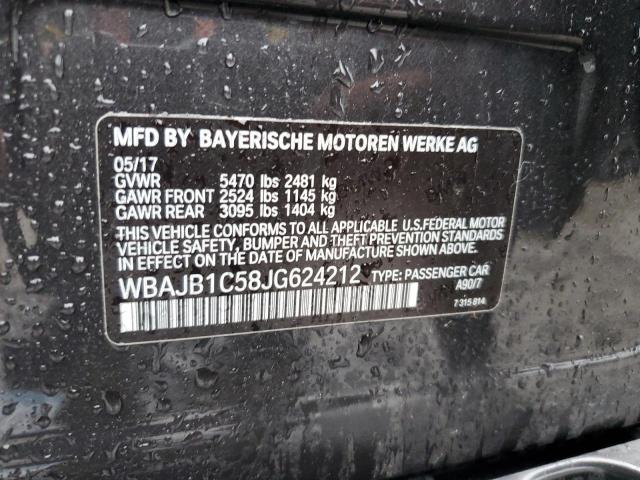 MFD BY BAYERISCHE MOTOREN WERKE AG
05/17
GVWR 5470 lbs 2481 kg
GAWR FRONT 2524 lbs 1145 kg
GAWR REAR 3095 lbs 1404 kg
THIS VEHICLE CONFORMS TO ALL APPLICABLE U.S.FEDERAL MOTOR
VEHICLE SAFETY, BUMPER, AND THEFT PREVENTION STANDARDS
IN EFFECT ON THE DATE OF MANUFACTURE SHOWN ABOVE.
WBAJB1C58JG624212 TYPE: PASSENGER CAR
A90/7
7 315 814